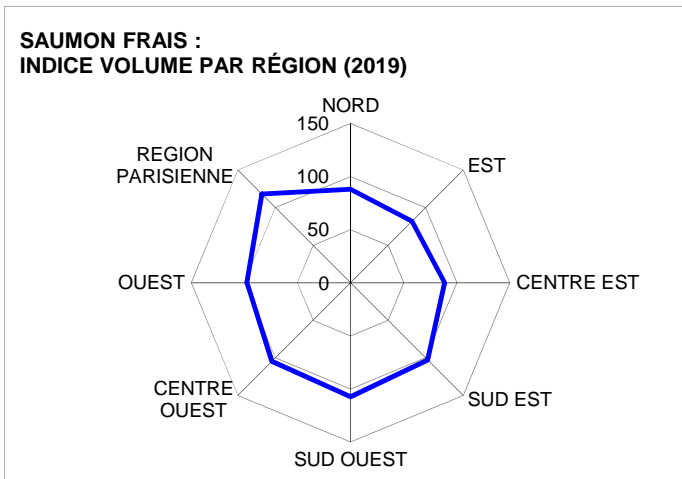 SAUMON FRAIS :
INDICE VOLUME PAR RÉGION (2019)
NORD
150
REGION
PARISIENNE
EST
100
50
OUEST
0
CENTRE EST
CENTRE
OUEST
SUD EST
SUD OUEST